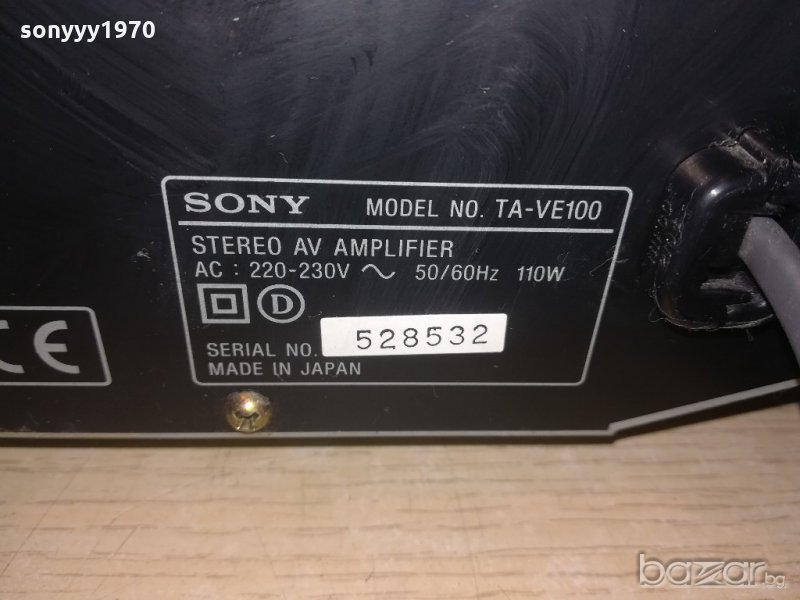 sonyyy1970
SONY MODEL NO. TA-VE100
STEREO AV AMPLIFIER
AC : 220-230V ~ 50/60Hz 110W
D
SERIAL NO. 528532
MADE IN JAPAN
CE
bazar.bg